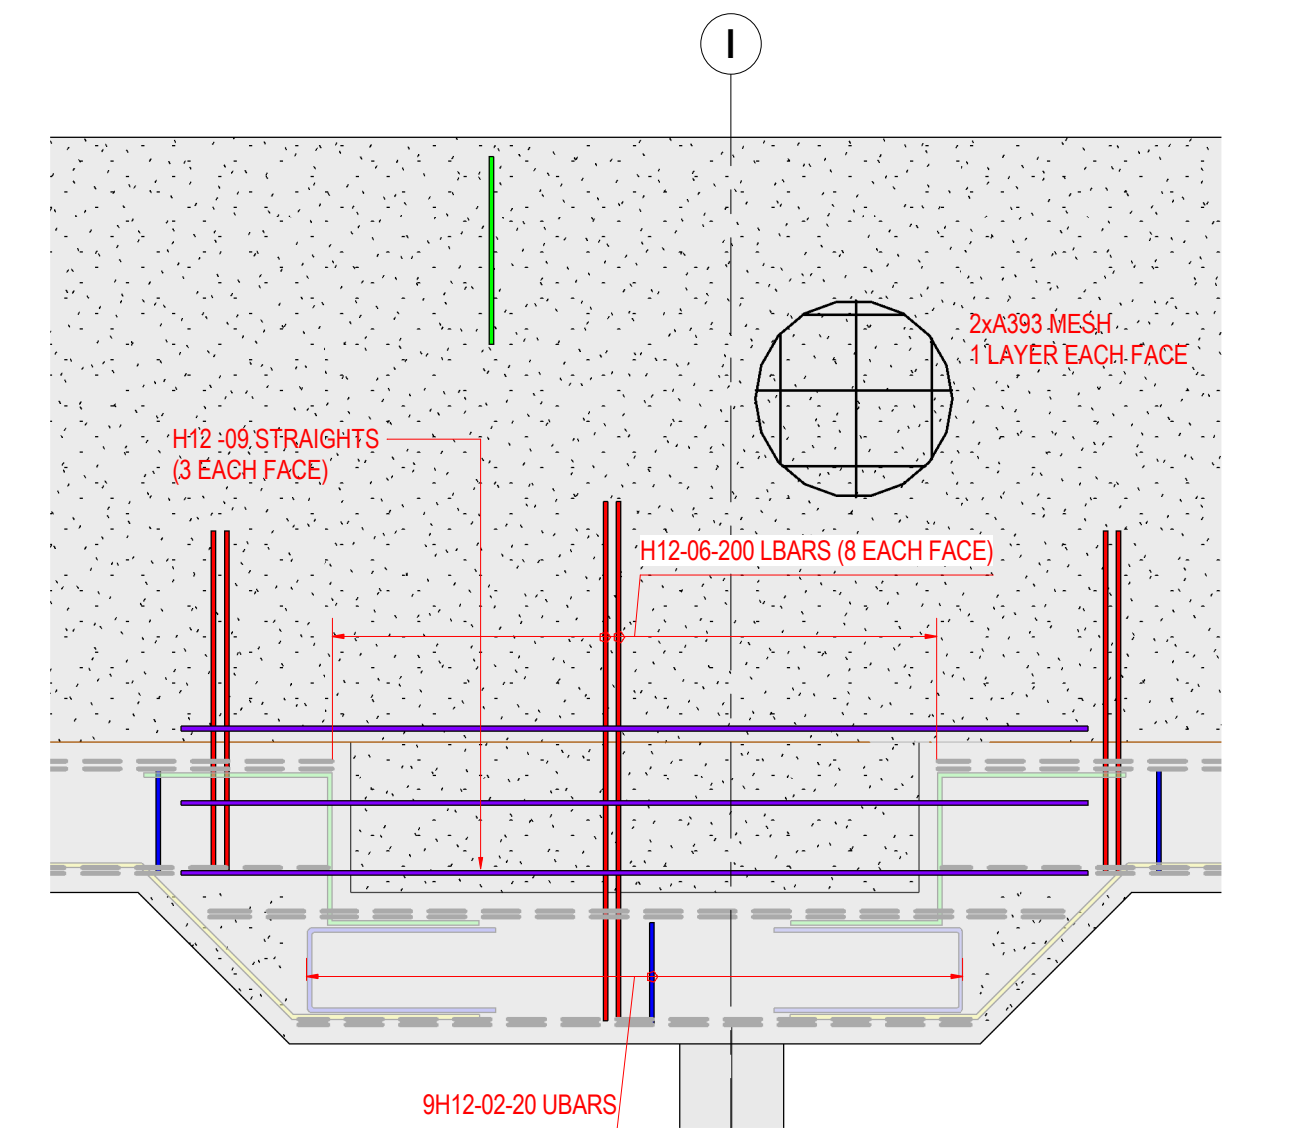 I
2xA393 MESH
1 LAYER EACH FACE
H12 -09 STRAIGHTS
(3 EACH FACE)
H12-06-200 LBARS (8 EACH FACE)
9H12-02-20 UBARS